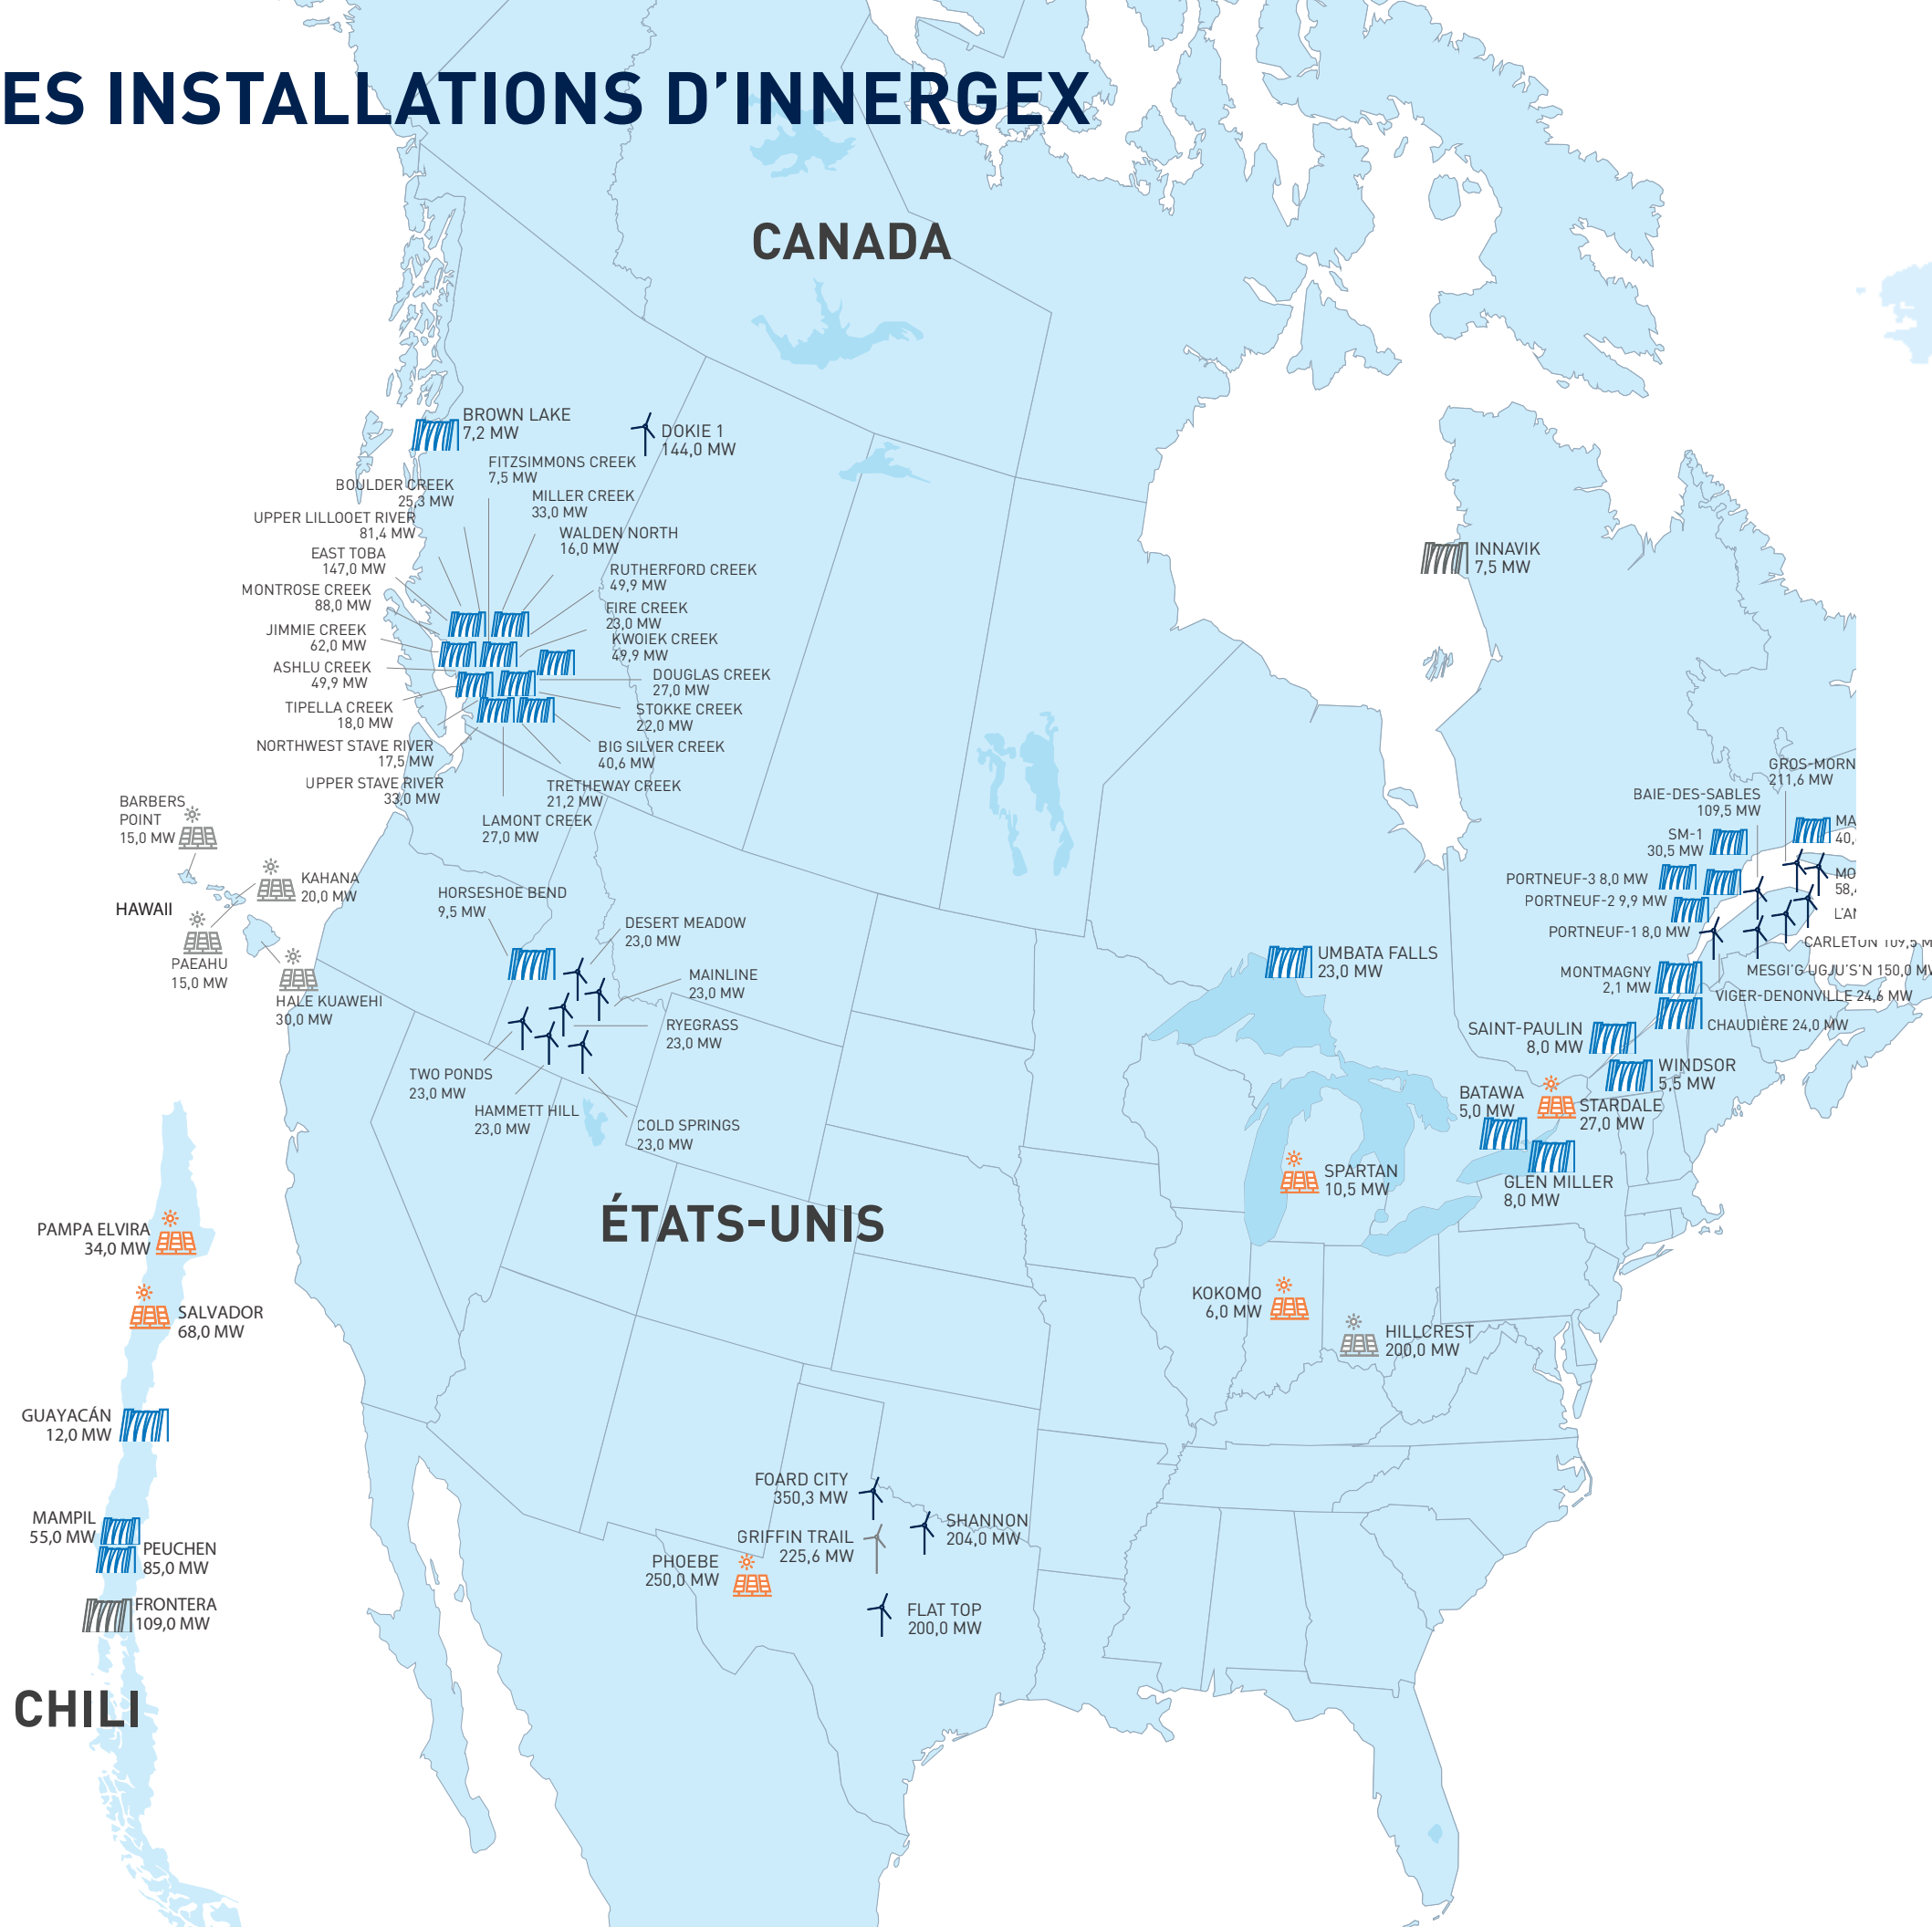 ES INSTALLATIONS D'INNERGEX
CANADA
BROWN LAKE
7,2 MW
DOKIE 1
144,0 MW
FITZSIMMONS CREEK
7,5 MW
BOULDER CREEK
25,3 MW
MILLER CREEK
33,0 MW
UPPER LILLOOET RIVER
81,4 MW
WALDEN NORTH
16,0 MW
EAST TOBA
147,0 MW
RUTHERFORD CREEK
49,9 MW
MONTROSE CREEK
88,0 MW
FIRE CREEK
23,0 MW
JIMMIE CREEK
62,0 MW
KWOIEK CREEK
49,9 MW
ASHLU CREEK
49,9 MW
DOUGLAS CREEK
27,0 MW
TIPELLA CREEK
18,0 MW
STOKKE CREEK
22,0 MW
NORTHWEST STAVE RIVER
17,5 MW
BIG SILVER CREEK
40,6 MW
UPPER STAVE RIVER
33,0 MW
TRETHEWAY CREEK
21,2 MW
LAMONT CREEK
27,0 MW
INNAVIK
7,5 MW
GROS-MORN
211,6 MW
BAIE-DES-SABLES
109,5 MW
MA
40,
SM-1
30,5 MW
MO
58,4
PORTNEUF-3 8,0 MW
PORTNEUF-2 9,9 MW
L'AN
PORTNEUF-1 8,0 MW
CARLETON 109,5 M
MONTMAGNY
2,1 MW
MESGI'G UGJU'S'N 150,0 MW
VIGER-DENONVILLE 24,6 MW
CHAUDIÈRE 24,0 MW
SAINT-PAULIN
8,0 MW
WINDSOR
5,5 MW
BATAWA
5,0 MW
STARDALE
27,0 MW
GLEN MILLER
8,0 MW
UMBATA FALLS
23,0 MW
BARBERS
POINT
15,0 MW
KAHANA
20,0 MW
HAWAII
PAEAHU
15,0 MW
HALE KUAWEHI
30,0 MW
HORSESHOE BEND
9,5 MW
DESERT MEADOW
23,0 MW
MAINLINE
23,0 MW
RYEGRASS
23,0 MW
TWO PONDS
23,0 MW
HAMMETT HILL
23,0 MW
COLD SPRINGS
23,0 MW
ÉTATS-UNIS
SPARTAN
10,5 MW
KOKOMO
6,0 MW
HILLCREST
200,0 MW
FOARD CITY
350,3 MW
SHANNON
204,0 MW
GRIFFIN TRAIL
225,6 MW
PHOEBE
250,0 MW
FLAT TOP
200,0 MW
PAMPA ELVIRA
34,0 MW
SALVADOR
68,0 MW
GUAYACÁN
12,0 MW
MAMPIL
55,0 MW
PEUCHEN
85,0 MW
FRONTERA
109,0 MW
CHILI